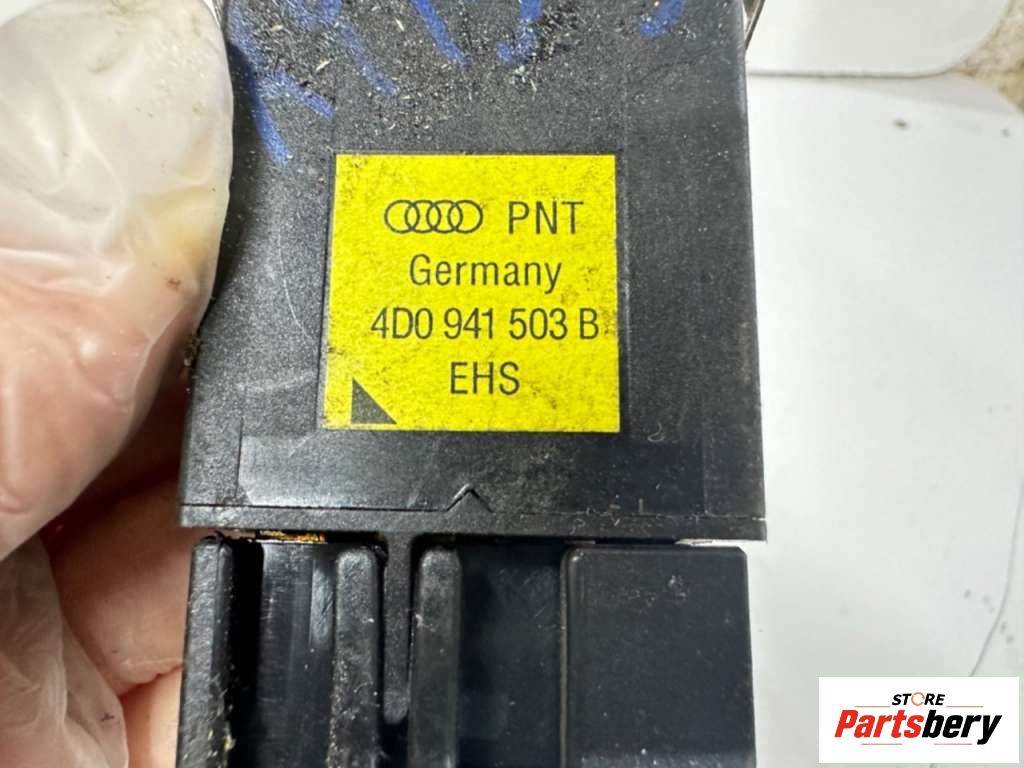 PNT
Germany
4D0 941 503 B
EHS
STORE
Partsbery